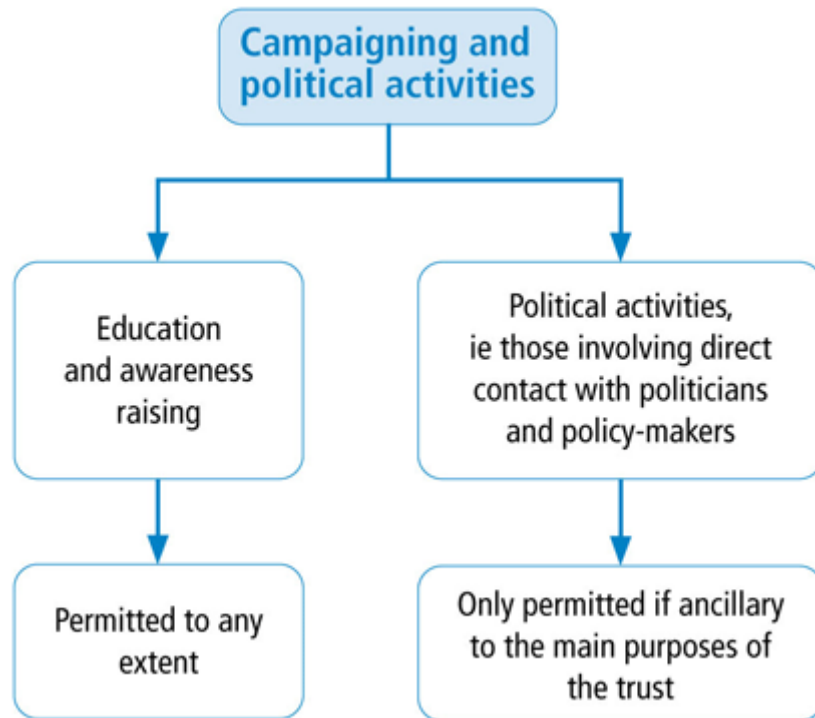 Campaigning and
political activities
Education
and awareness
raising
Political activities,
ie those involving direct
contact with politicians
and policy-makers
Permitted to any
extent
Only permitted if ancillary
to the main purposes of
the trust